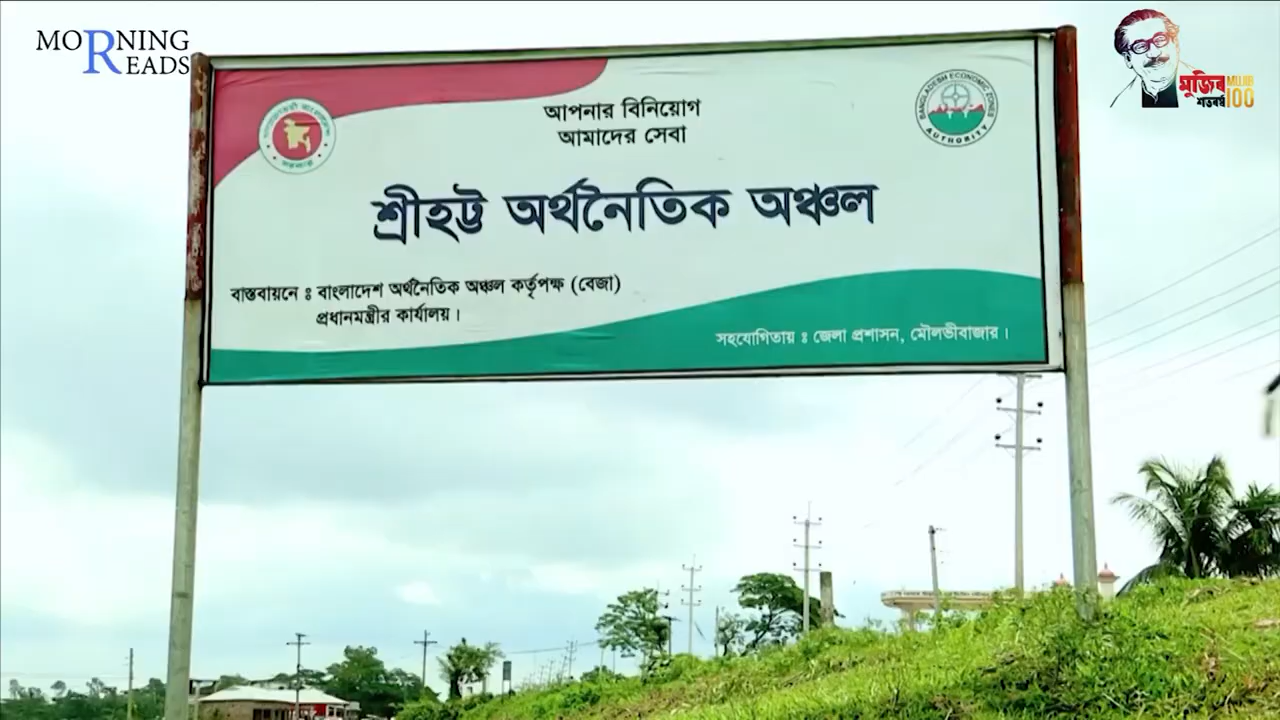 MORNING
READS
মুজিব
শতবর্ষ
100
আপনার বিনিয়োগ
আমাদের সেবা
BANGLADESH ECONOMIC ZONES
AUTHORITY
শ্রীহট্ট অর্থনৈতিক অঞ্চল
বাস্তবায়নে ঃ বাংলাদেশ অর্থনৈতিক অঞ্চল কর্তৃপক্ষ (বেজা)
প্রধানমন্ত্রীর কার্যালয়।
সহযোগিতায় ঃ জেলা প্রশাসন, মৌলভীবাজার।